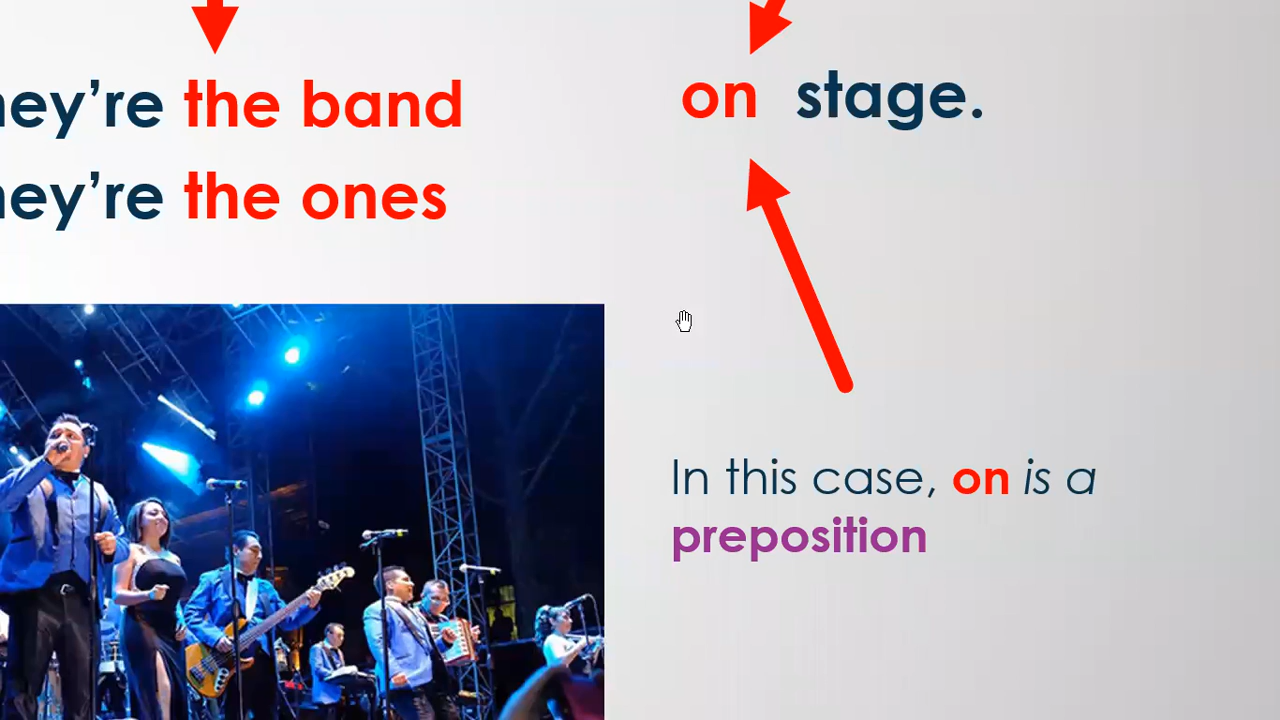 hey’re the band on stage.
hey’re the ones
In this case, on is a
preposition